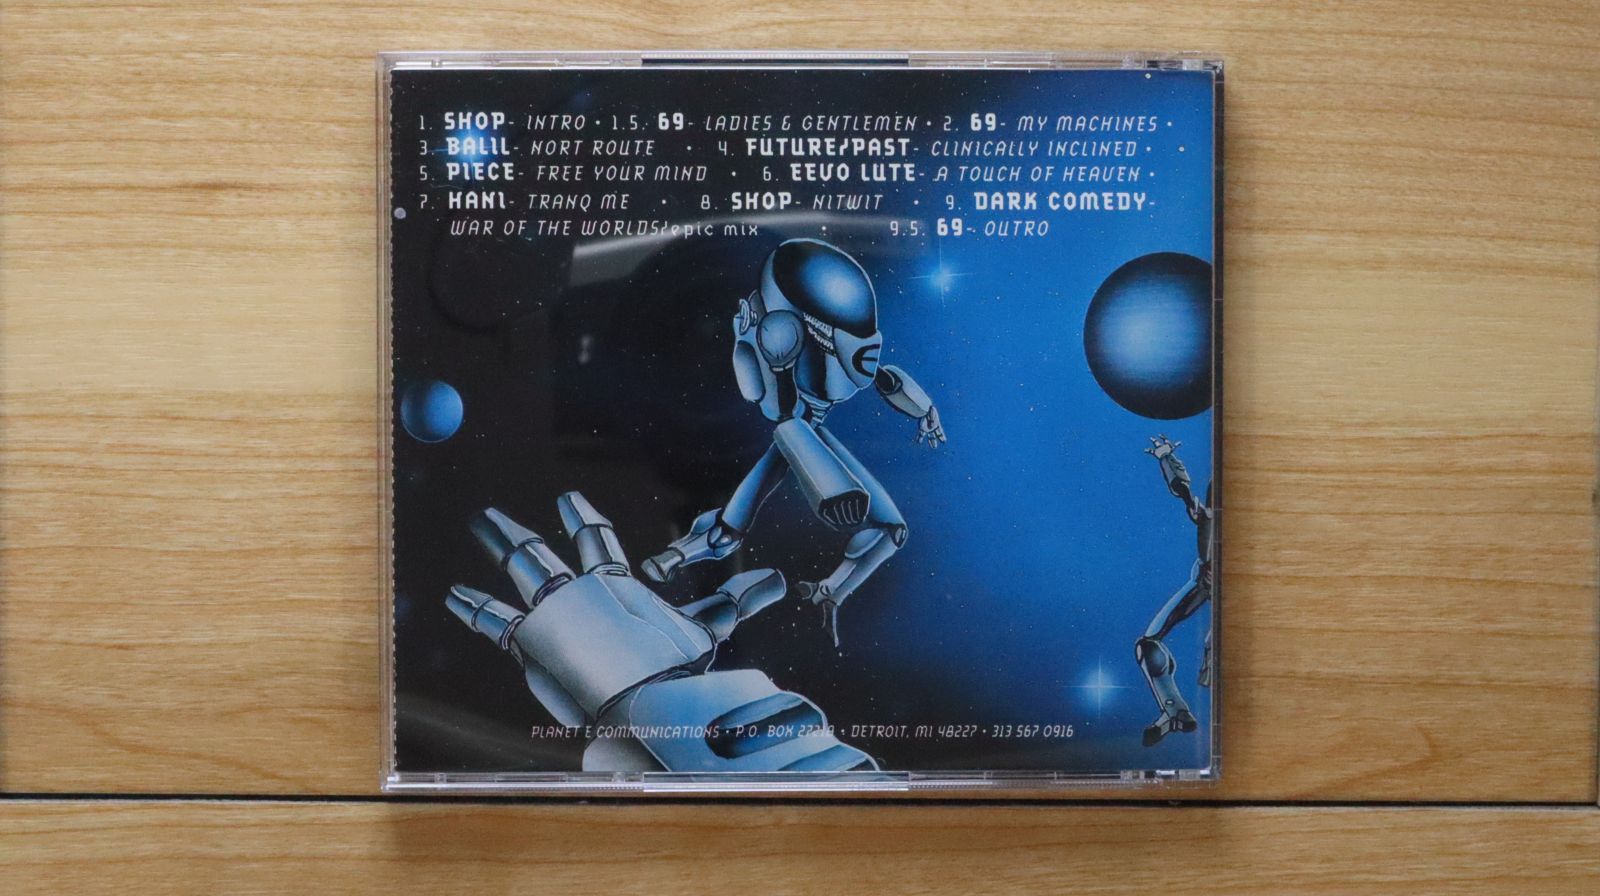 1. SHOP- INTRO • 1.5. 69- LADIES & GENTLEMEN • 2. 69- MY MACHINES •
3. BALIL- NORT ROUTE • 4. FUTURE/PAST- CLINICALLY INCLINED •
5. PIECE- FREE YOUR MIND • 6. EEVO LUTE- A TOUCH OF HEAVEN •
7. HANI- TRANQ ME • 8. SHOP- NITWIT • 9. DARK COMEDY-
WAR OF THE WORLDS/epic mix • 9.5. 69- OUTRO
PLANET E COMMUNICATIONS • P.O. BOX 27218 • DETROIT, MI 48227 • 313 567 0916